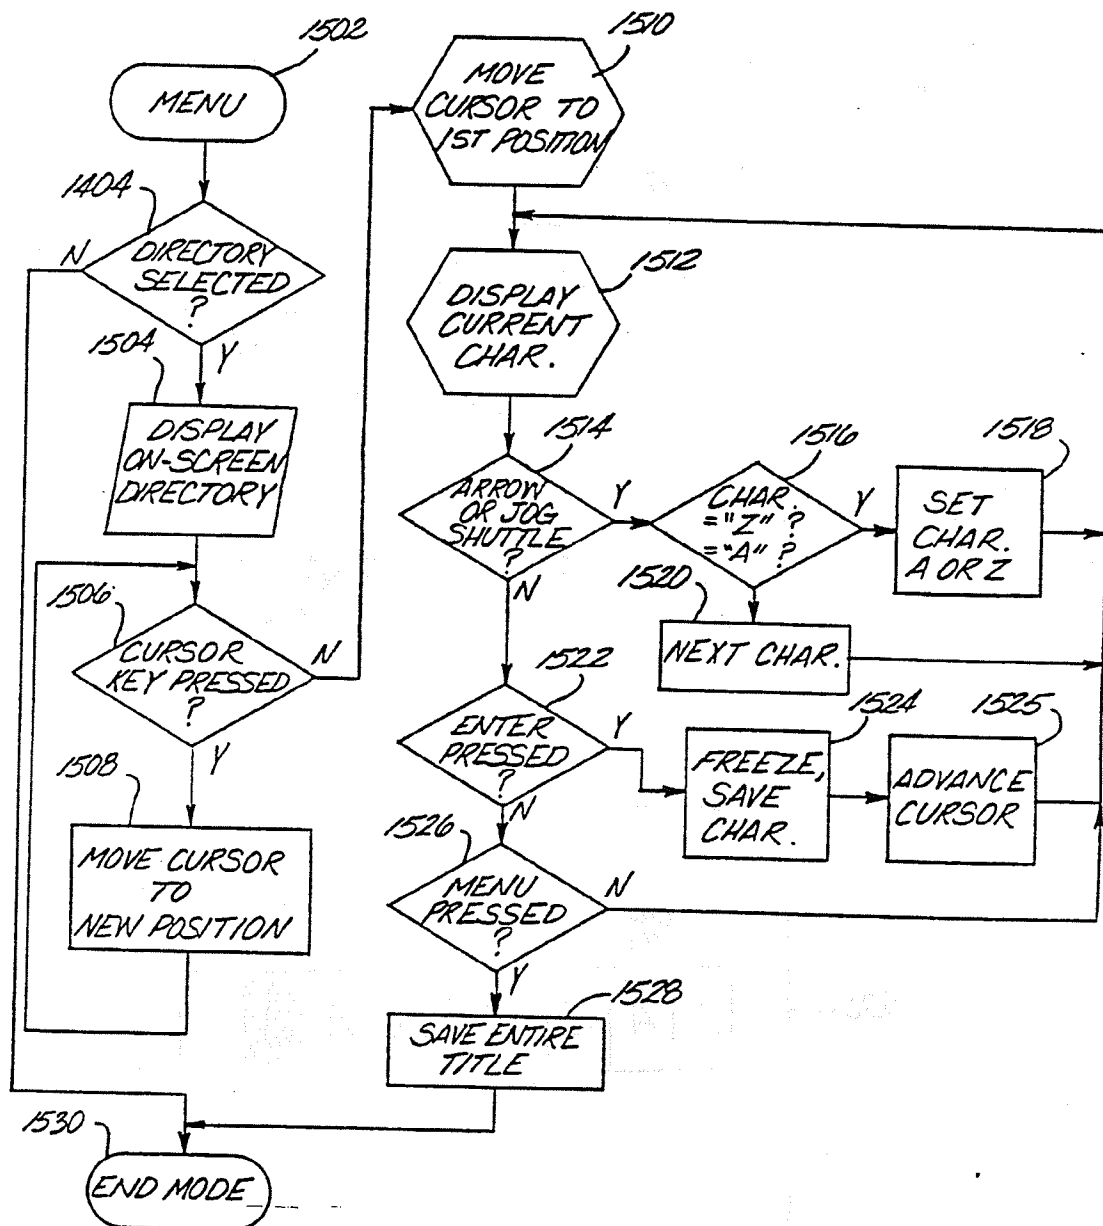 1502
MENU
1404
N
DIRECTORY
SELECTED
?
Y
1504
DISPLAY
ON-SCREEN
DIRECTORY
1506
CURSOR
KEY PRESSED
?
N
Y
1508
MOVE CURSOR
TO
NEW POSITION
1510
MOVE
CURSOR TO
1ST POSITION
1512
DISPLAY
CURRENT
CHAR.
1514
ARROW
OR JOG
SHUTTLE
?
Y
N
1516
CHAR
="Z" ?
="A" ?
Y
1518
SET
CHAR.
A OR Z
1520
NEXT CHAR.
1522
ENTER
PRESSED
?
Y
N
1524
FREEZE,
SAVE
CHAR.
1525
ADVANCE
CURSOR
1526
MENU
PRESSED
?
N
Y
1528
SAVE ENTIRE
TITLE
1530
END MODE